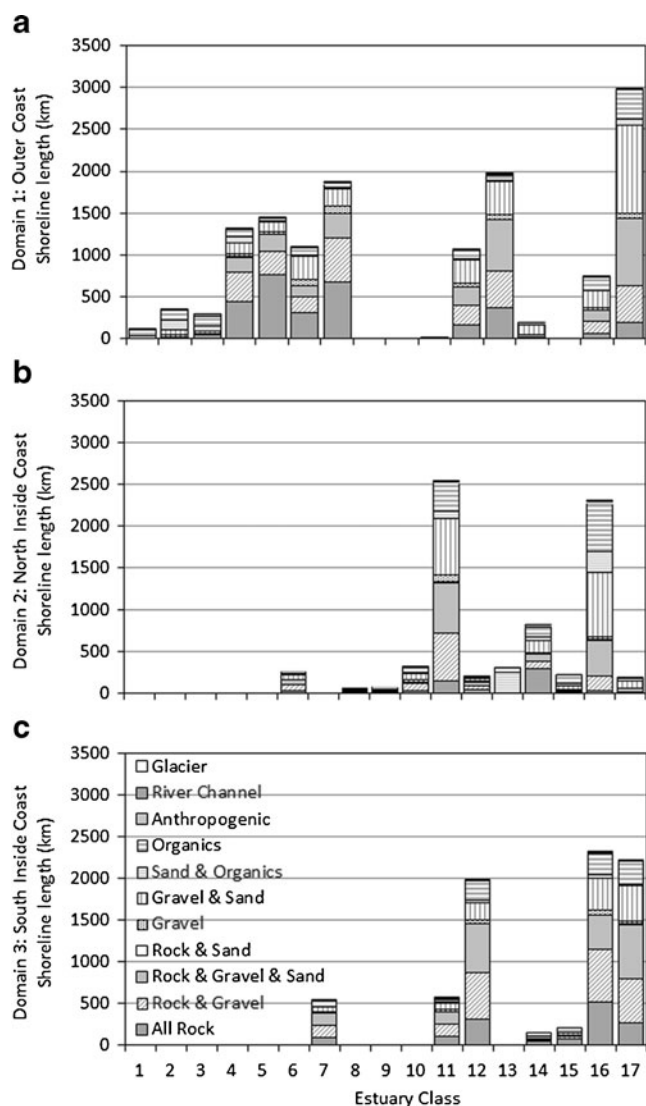 a
Domain 1: Outer Coast
Shoreline length (km)
3500
3000
2500
2000
1500
1000
500
0
b
Domain 2: North Inside Coast
Shoreline length (km)
3500
3000
2500
2000
1500
1000
500
0
c
Domain 3: South Inside Coast
Shoreline length (km)
3500
3000
2500
2000
1500
1000
500
0
Glacier
River Channel
Anthropogenic
Organics
Sand & Organics
Gravel & Sand
Gravel
Rock & Sand
Rock & Gravel & Sand
Rock & Gravel
All Rock
1 2 3 4 5 6 7 8 9 10 11 12 13 14 15 16 17
Estuary Class